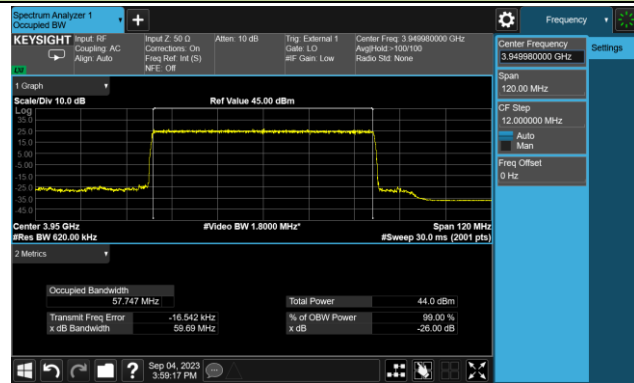 Spectrum Analyzer 1
Occupied BW
Frequency
KEYSIGHT
Input: RF
Coupling: AC
Align: Auto
Input Z: 50 Ω
Corrections: On
Freq Ref: Int (S)
NFE: Off
Atten: 10 dB
Trig: External 1
Gate: LO
#IF Gain: Low
Center Freq: 3.949980000 GHz
Avg|Hold:>100/100
Radio Std: None
1 Graph
Scale/Div 10.0 dB
Ref Value 45.00 dBm
Log
35.0
25.0
15.0
5.00
-5.00
-15.0
-25.0
-35.0
-45.0
Center 3.95 GHz
#Video BW 1.8000 MHz*
Span 120 MHz
#Res BW 620.00 kHz
#Sweep 30.0 ms (2001 pts)
2 Metrics
Occupied Bandwidth
57.747 MHz
Total Power 44.0 dBm
Transmit Freq Error -16.542 kHz
% of OBW Power 99.00 %
x dB Bandwidth 59.69 MHz
x dB -26.00 dB
Sep 04, 2023
3:59:17 PM
Center Frequency
3.949980000 GHz
Settings
Span
120.00 MHz
CF Step
12.000000 MHz
Auto
Man
Freq Offset
0 Hz